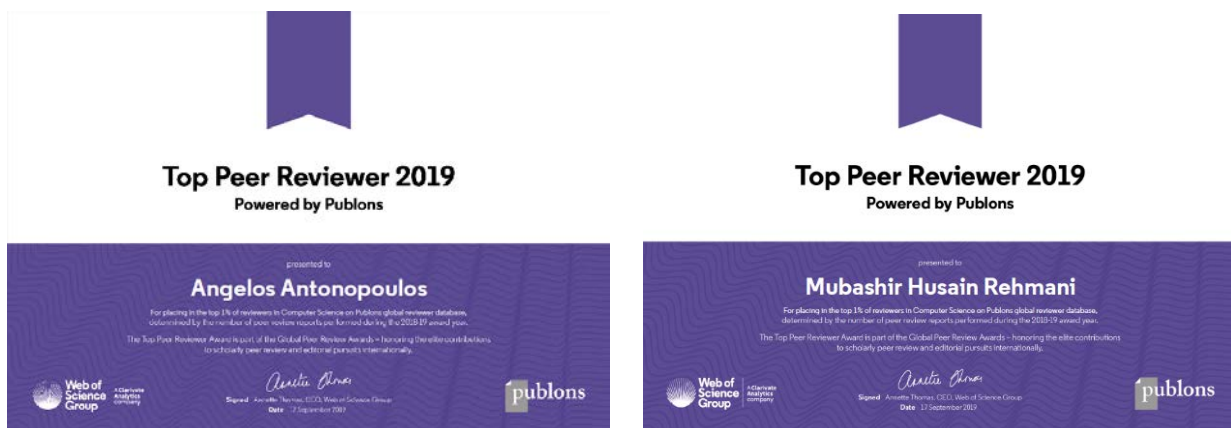 Top Peer Reviewer 2019
Powered by Publons
presented to
Angelos Antonopoulos
For placing in the top 1% of reviewers in Computer Science on Publons global reviewer database,
determined by the number of peer review reports performed during the 2018-19 award year.
The Top Peer Reviewer Award is part of the Global Peer Review Awards – honoring the elite contributions
to scholarly peer review and editorial pursuits internationally.
Web of
Science
Group
A Clarivate
Analytics
company
Signed Annette Thomas, CEO, Web of Science Group
Date 17 September 2019
publons
Top Peer Reviewer 2019
Powered by Publons
presented to
Mubashir Husain Rehmani
For placing in the top 1% of reviewers in Computer Science on Publons global reviewer database,
determined by the number of peer review reports performed during the 2018-19 award year.
The Top Peer Reviewer Award is part of the Global Peer Review Awards – honoring the elite contributions
to scholarly peer review and editorial pursuits internationally.
Web of
Science
Group
A Clarivate
Analytics
company
Signed Annette Thomas, CEO, Web of Science Group
Date 17 September 2019
publons